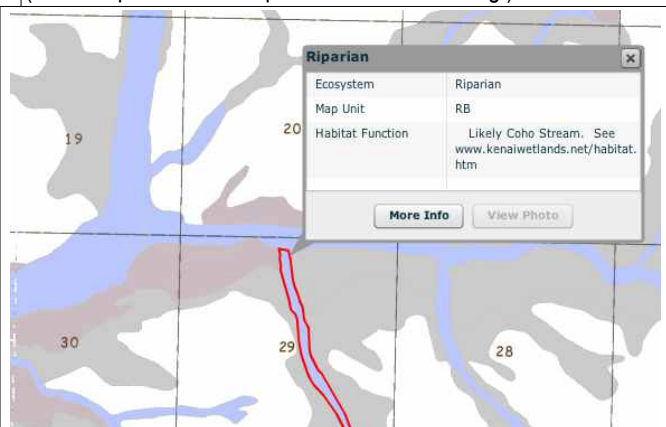 Riparian
Ecosystem Riparian
Map Unit RB
Habitat Function Likely Coho Stream. See
www.kenaiwetlands.net/habitat.
htm
More Info View Photo
19
20
30
29
28